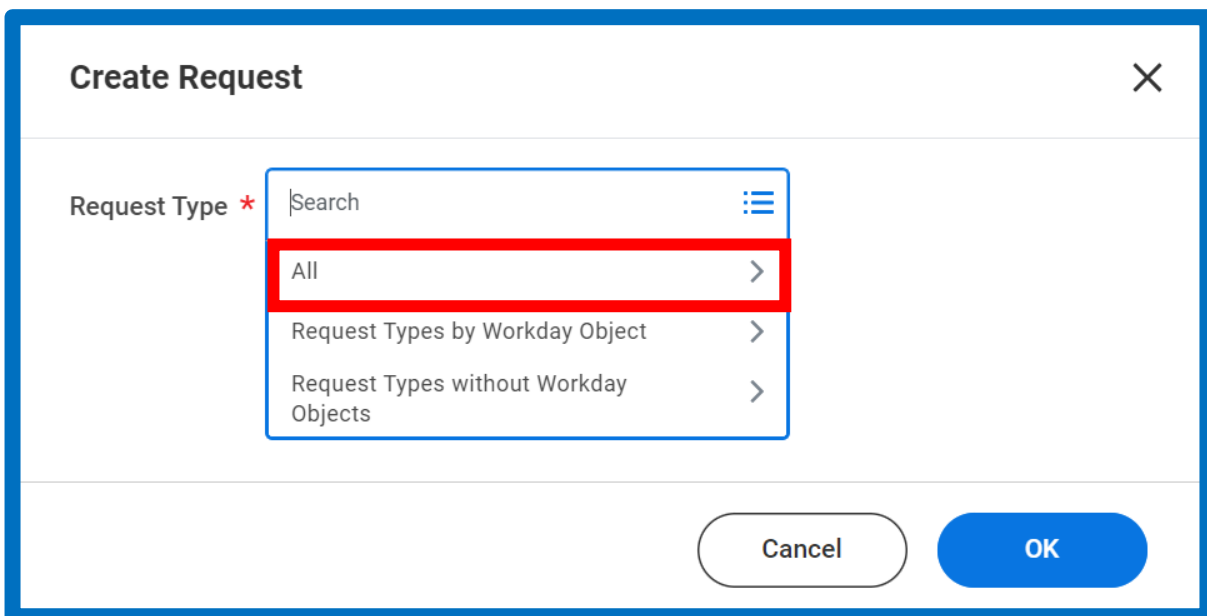 Create Request
Request Type *
Search
All
Request Types by Workday Object
Request Types without Workday
Objects
Cancel
OK